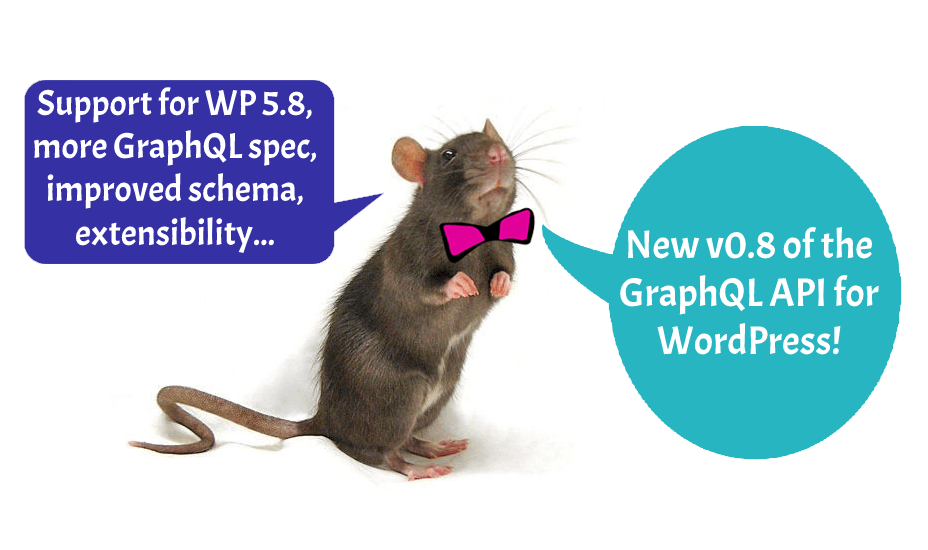 Support for WP 5.8,
more GraphQL spec,
improved schema,
extensibility...
New v0.8 of the
GraphQL API for
WordPress!